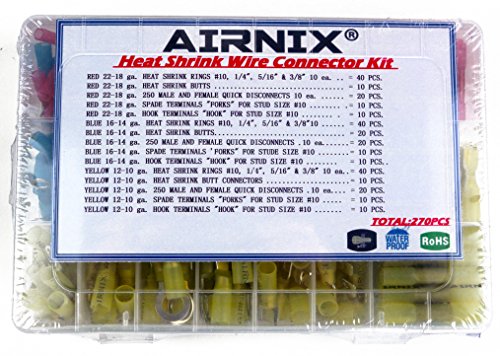 AIRNIX®
Heat Shrink Wire Connector Kit
RED 22-18 ga. HEAT SHRINK RINGS #10, 1/4", 5/16" & 3/8" 10 ea. .. = 40 PCS.
RED 22-18 ga. HEAT SHRINK BUTTS ............................. = 10 PCS.
RED 22-18 ga. 250 MALE AND FEMALE QUICK DISCONNECTS 10 ea.... = 20 PCS.
RED 22-18 ga. SPADE TERMINALS "FORKS" FOR STUD SIZE #10 ..... = 10 PCS.
RED 22-18 ga. HOOK TERMINALS "HOOK" FOR STUD SIZE #10 ....... = 10 PCS.
BLUE 16-14 ga. HEAT SHRINK RINGS #10, 1/4", 5/16" & 3/8"10 .... = 40 PCS.
BLUE 16-14 ga. HEAT SHRINK BUTTS............................. = 20 PCS.
BLUE 16-14 ga. 250 MALE AND FEMALE QUICK DISCONNECTS .10 ea... = 20 PCS.
BLUE 16-14 ga. SPADE TERMINALS 'FORKS" FOR STUDE SIZE #10.... = 10 PCS.
BLUE 16-14 ga. HOOK TERMINALS "HOOK" FOR STUD SIZE #10 ...... = 10 PCS.
YELLOW 12-10 ga. HEAT SHRINK RINGS #10, 1/4", 5/16" & 3/8" 10 ea. = 40 PCS.
YELLOW 12-10 ga. HEAT SHRINK BUTT CONNECTORS ................ = 10 PCS.
YELLOW 12-10 ga. 250 MALE AND FEMALE QUICK DISCONNECTS .10 ea.... = 20 PCS.
YELLOW 12-10 ga. SPADE TERMINALS "FORKS" FOR STUD SIZE #10... = 10 PCS.
YELLOW 12-10 ga. HOOK TERMINALS "HOOK" FOR STUD SIZE #10 ...... = 10 PCS.
TOTAL:270PCS
WATER PROOF
RoHS